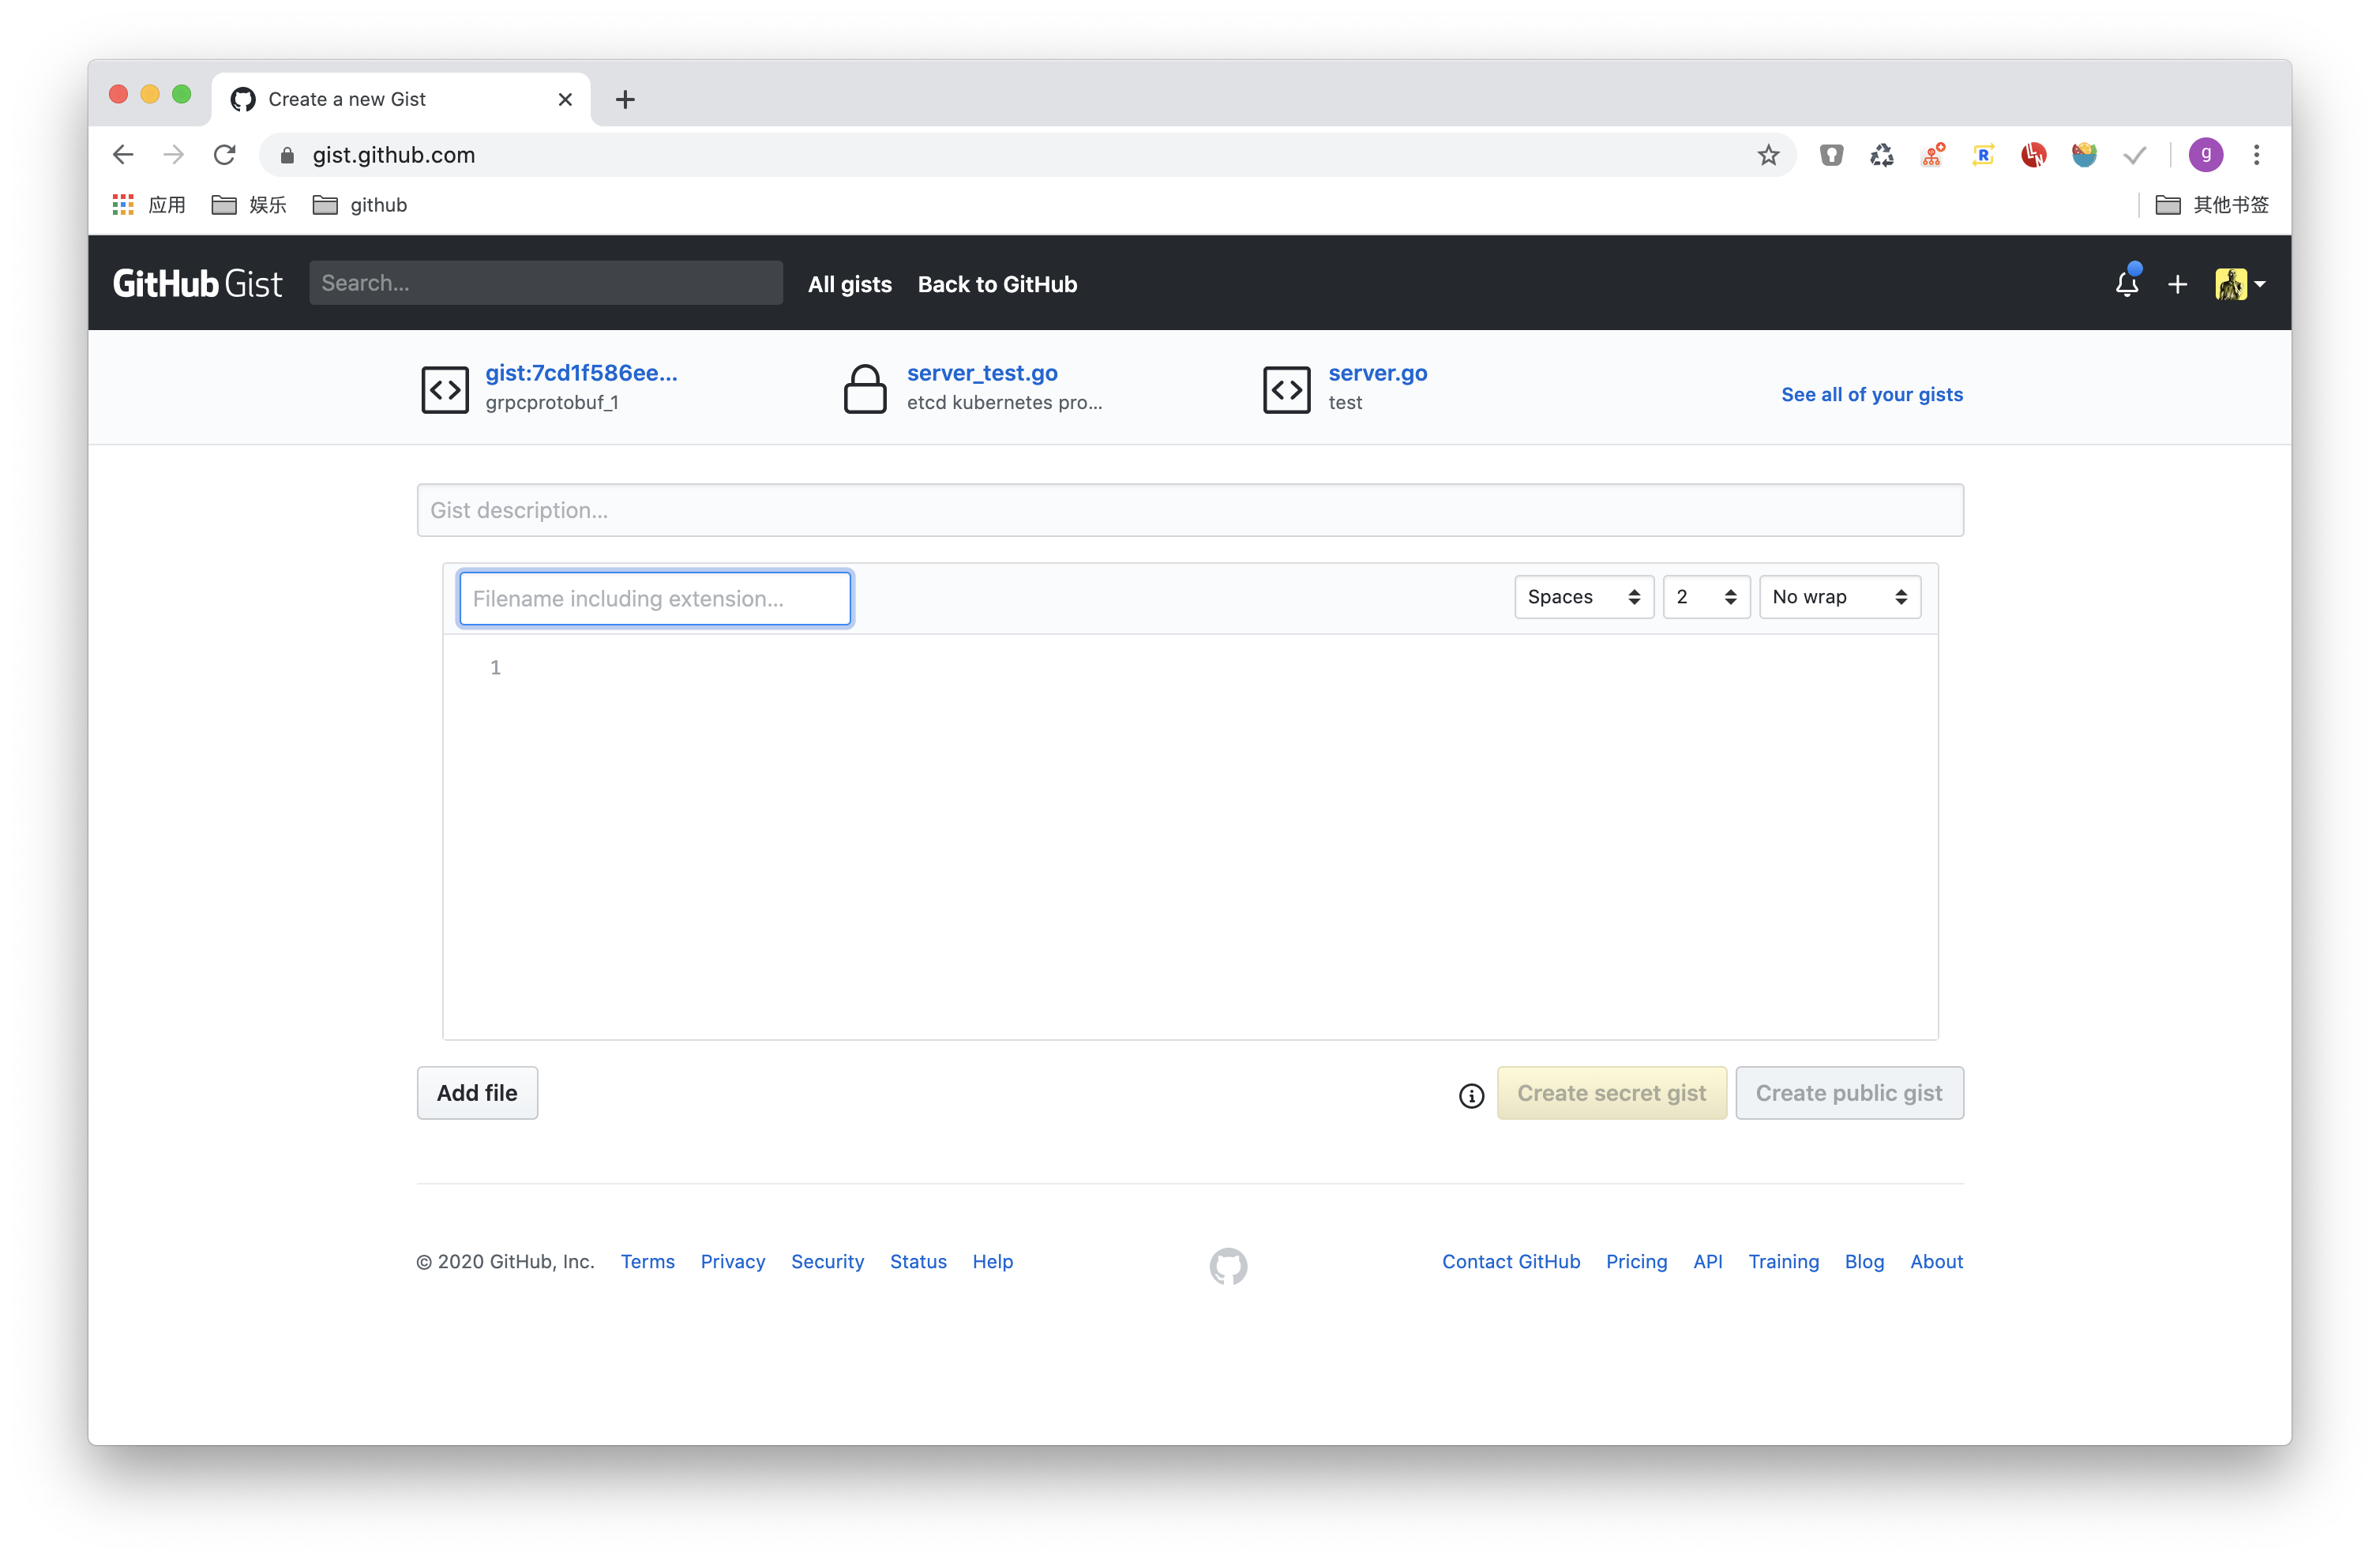 Create a new Gist
gist.github.com
g
应用 娱乐 github 其他书签
GitHub Gist Search... All gists Back to GitHub
gist:7cd1f586ee... server_test.go server.go
grpcprotobuf_1 etcd kubernetes pro... test
See all of your gists
Gist description...
Filename including extension... Spaces 2 No wrap
1
Add file Create secret gist Create public gist
© 2020 GitHub, Inc. Terms Privacy Security Status Help Contact GitHub Pricing API Training Blog About